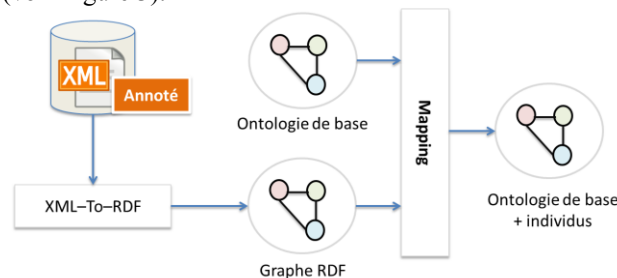 XML
Annoté
Ontologie de base
Mapping
XML–To–RDF
Graphe RDF
Ontologie de base
+ individus